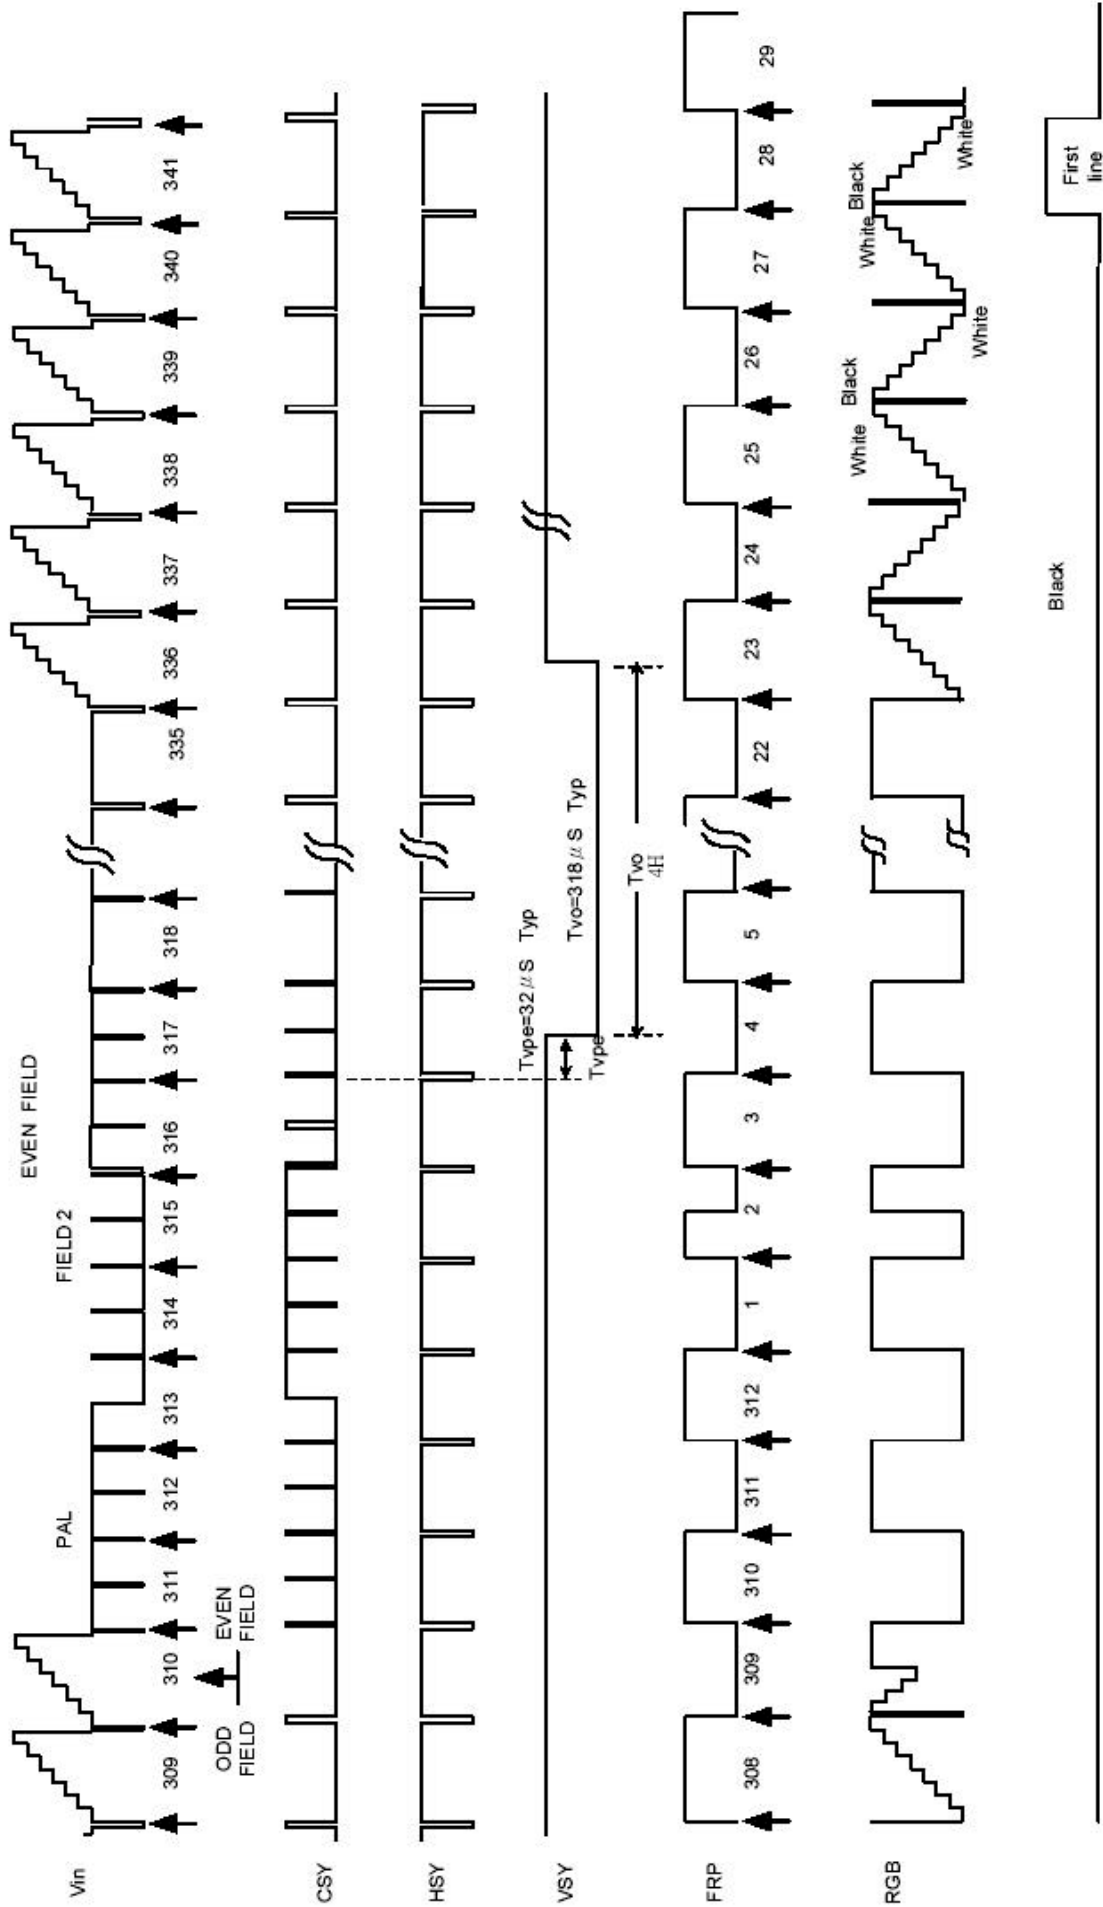 EVEN FIELD
PAL
FIELD 2
Vin
309 310 311 312 313 314 315 316 317 318 335 336 337 338 339 340 341
ODD
FIELD
EVEN
FIELD
CSY
HSY
VSY
Tvpe=32μS Typ
Tvpe
Tvo=318μS Typ
Tvo
4H
FRP
308 309 310 311 312 1 2 3 4 5 22 23 24 25 26 27 28 29
RGB
White
Black
White
White
Black
White
Black
First
line